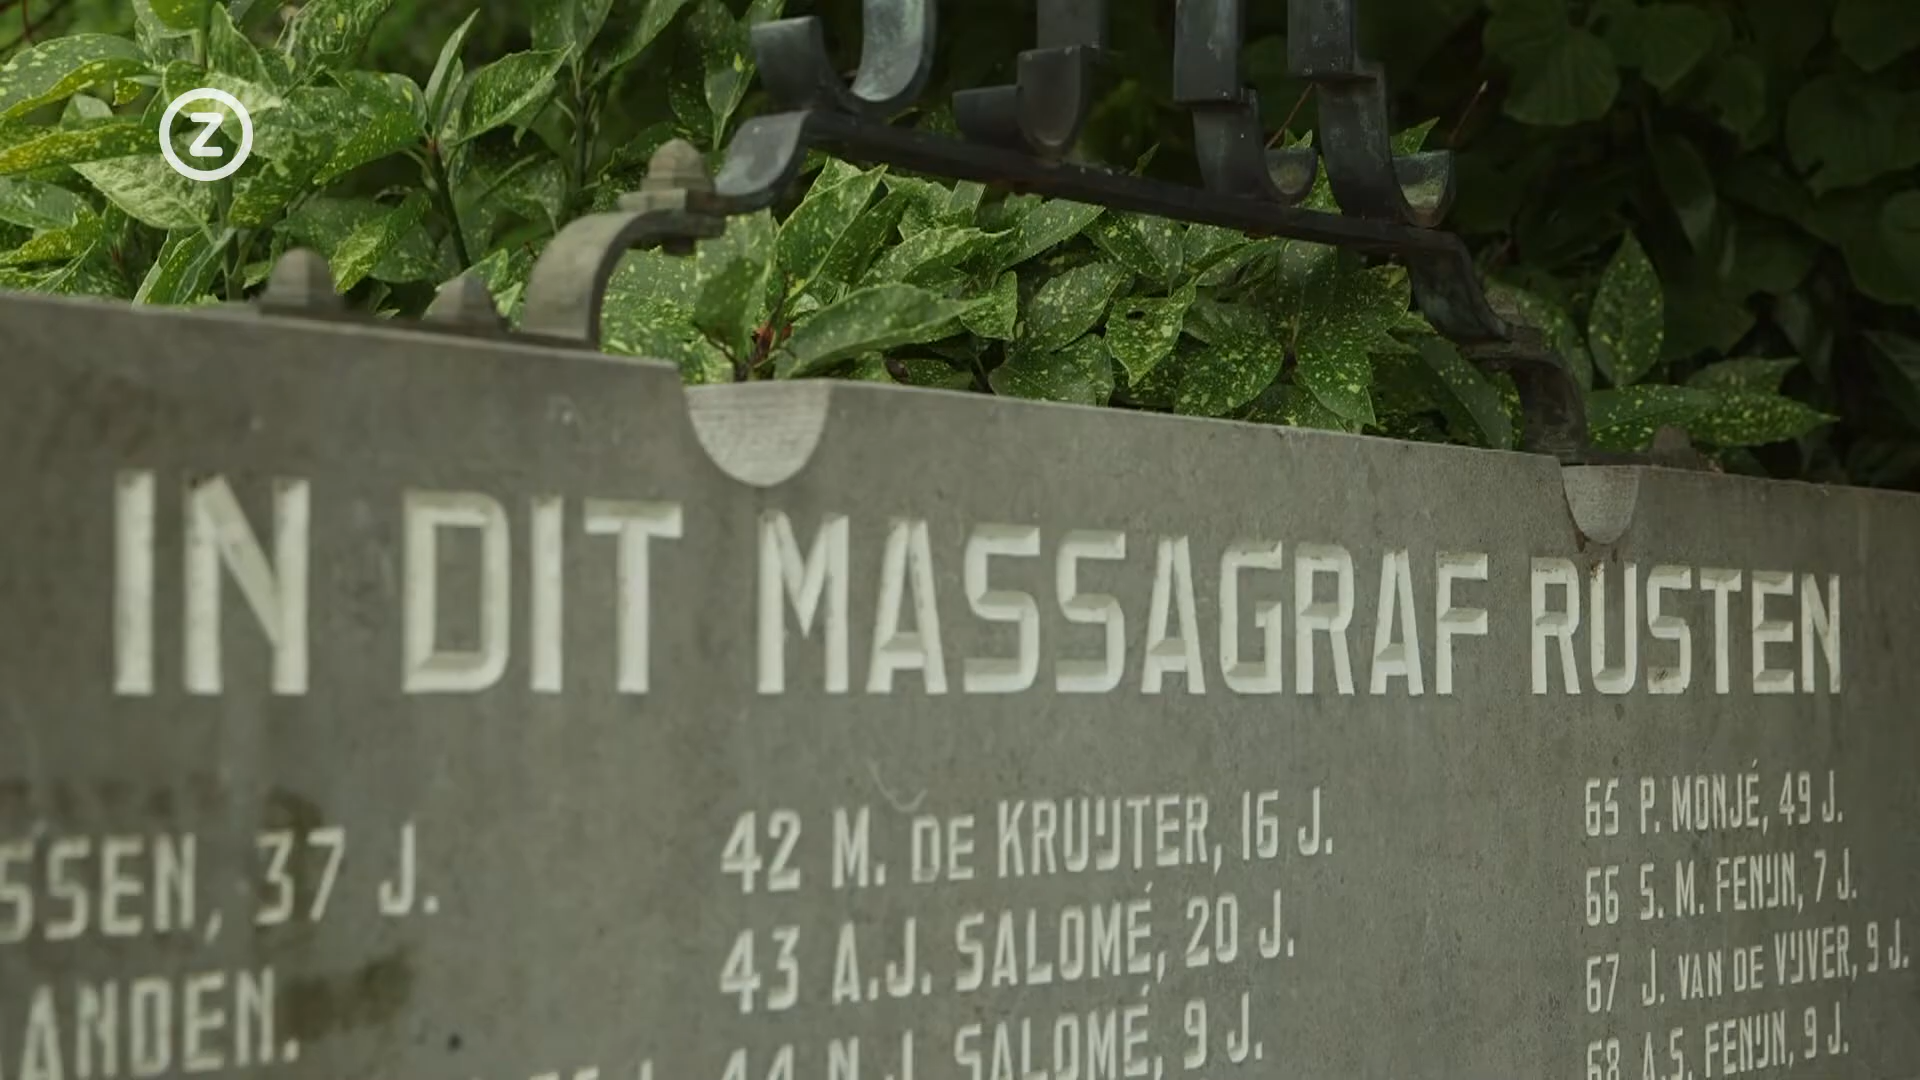 Z
IN DIT MASSAGRAF RUSTEN
SSEN, 37 J.
ANDEN.
42 M. DE KRUIJTER, 16 J.
43 A.J. SALOMÉ, 20 J.
44 N.J. SALOMÉ, 9 J.
65 P. MONJÉ, 49 J.
66 S. M. FENIJN, 7 J.
67 J. VAN DE VIJVER, 9 J.
68 A.S. FENIJN, 9 J.